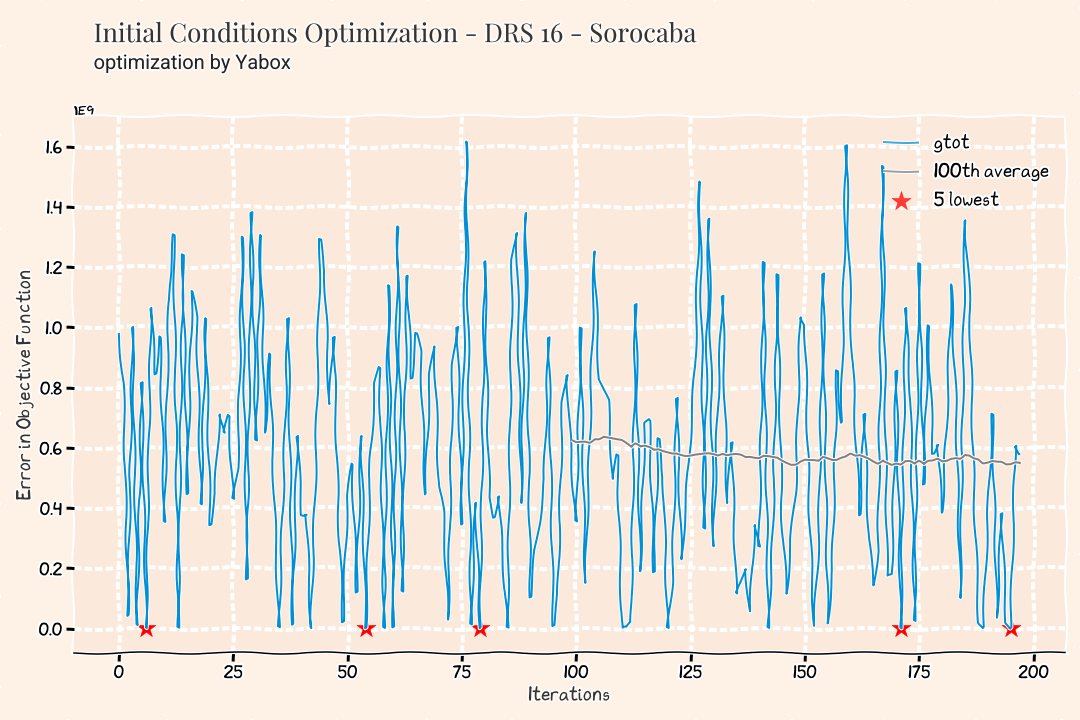 Initial Conditions Optimization - DRS 16 - Sorocaba
optimization by Yabox
1E9
gtot
100th average
5 lowest
1.6
1.4
1.2
1.0
0.8
0.6
0.4
0.2
0.0
Error in Objective Function
0 25 50 75 100 125 150 175 200
Iterations